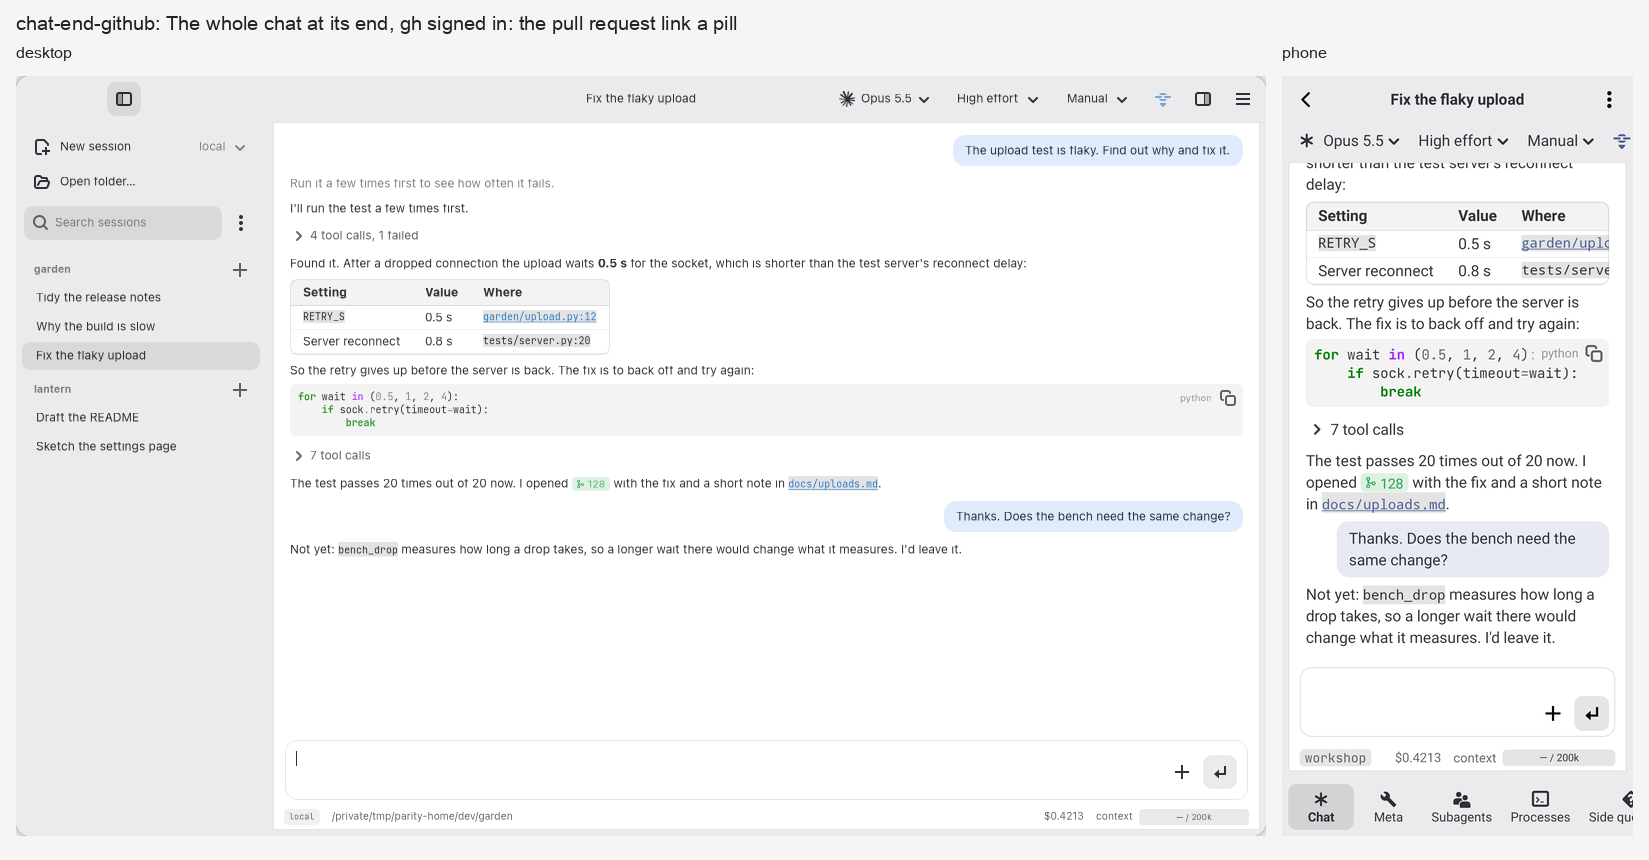 chat-end-github: The whole chat at its end, gh signed in: the pull request link a pill
desktop
Fix the flaky upload
Opus 5.5
High effort
Manual
New session
local
Open folder...
Search sessions
garden
Tidy the release notes
Why the build is slow
Fix the flaky upload
lantern
Draft the README
Sketch the settings page
The upload test is flaky. Find out why and fix it.
Run it a few times first to see how often it fails.
I'll run the test a few times first.
4 tool calls, 1 failed
Found it. After a dropped connection the upload waits 0.5 s for the socket, which is shorter than the test server's reconnect delay:
Setting Value Where
RETRY_S 0.5 s garden/upload.py:12
Server reconnect 0.8 s tests/server.py:20
So the retry gives up before the server is back. The fix is to back off and try again:
for wait in (0.5, 1, 2, 4):
python
if sock.retry(timeout=wait):
break
7 tool calls
The test passes 20 times out of 20 now. I opened 128 with the fix and a short note in docs/uploads.md.
Thanks. Does the bench need the same change?
Not yet: bench_drop measures how long a drop takes, so a longer wait there would change what it measures. I'd leave it.
local /private/tmp/parity-home/dev/garden
$0.4213 context – / 200k
phone
Fix the flaky upload
Opus 5.5 High effort Manual
shorter than the test server's reconnect
delay:
Setting Value Where
RETRY_S 0.5 s garden/uplo
Server reconnect 0.8 s tests/serve
So the retry gives up before the server is
back. The fix is to back off and try again:
for wait in (0.5, 1, 2, 4): python
if sock.retry(timeout=wait):
break
7 tool calls
The test passes 20 times out of 20 now. I
opened 128 with the fix and a short note
in docs/uploads.md.
Thanks. Does the bench need the
same change?
Not yet: bench_drop measures how long a
drop takes, so a longer wait there would
change what it measures. I'd leave it.
workshop $0.4213 context – / 200k
Chat Meta Subagents Processes Side qu